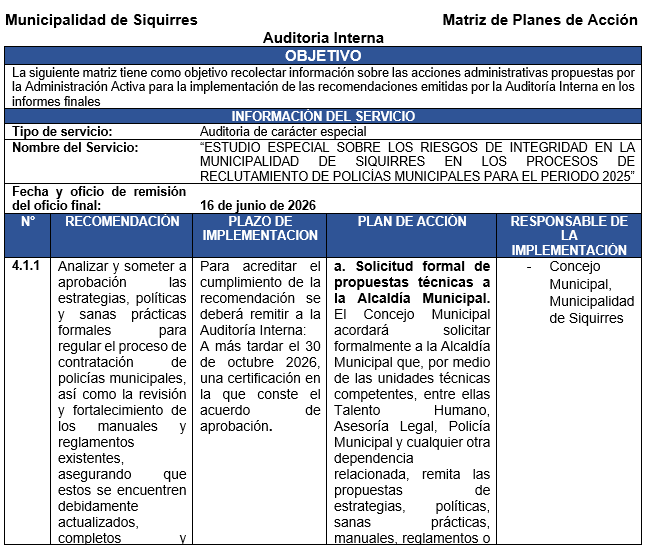 Municipalidad de Siquirres Matriz de Planes de Acción
Auditoria Interna
OBJETIVO
La siguiente matriz tiene como objetivo recolectar información sobre las acciones administrativas propuestas por
la Administración Activa para la implementación de las recomendaciones emitidas por la Auditoría Interna en los
informes finales
INFORMACIÓN DEL SERVICIO
Tipo de servicio: Auditoria de carácter especial
Nombre del Servicio: “ESTUDIO ESPECIAL SOBRE LOS RIESGOS DE INTEGRIDAD EN LA
MUNICIPALIDAD DE SIQUIRRES EN LOS PROCESOS DE
RECLUTAMIENTO DE POLICÍAS MUNICIPALES PARA EL PERIODO 2025”
Fecha y oficio de remisión
del oficio final: 16 de junio de 2026
N° RECOMENDACIÓN PLAZO DE IMPLEMENTACION PLAN DE ACCIÓN RESPONSABLE DE LA IMPLEMENTACIÓN
4.1.1
Analizar y someter a
aprobación las
estrategias, políticas
y sanas prácticas
formales para
regular el proceso de
contratación de
policías municipales,
así como la revisión
y fortalecimiento de
los manuales y
reglamentos
existentes,
asegurando que
estos se encuentren
debidamente
actualizados,
completos y
Para acreditar el
cumplimiento de la
recomendación se
deberá remitir a la
Auditoría Interna:
A más tardar el 30
de octubre 2026,
una certificación en
la que conste el
acuerdo de
aprobación.
a. Solicitud formal de
propuestas técnicas a
la Alcaldía Municipal.
El Concejo Municipal
acordará solicitar
formalmente a la Alcaldía
Municipal que, por medio
de las unidades técnicas
competentes, entre ellas
Talento Humano,
Asesoría Legal, Policía
Municipal y cualquier otra
dependencia
relacionada, remita las
propuestas de
estrategias, políticas,
sanas prácticas,
manuales, reglamentos o
- Concejo
Municipal,
Municipalidad
de Siquirres